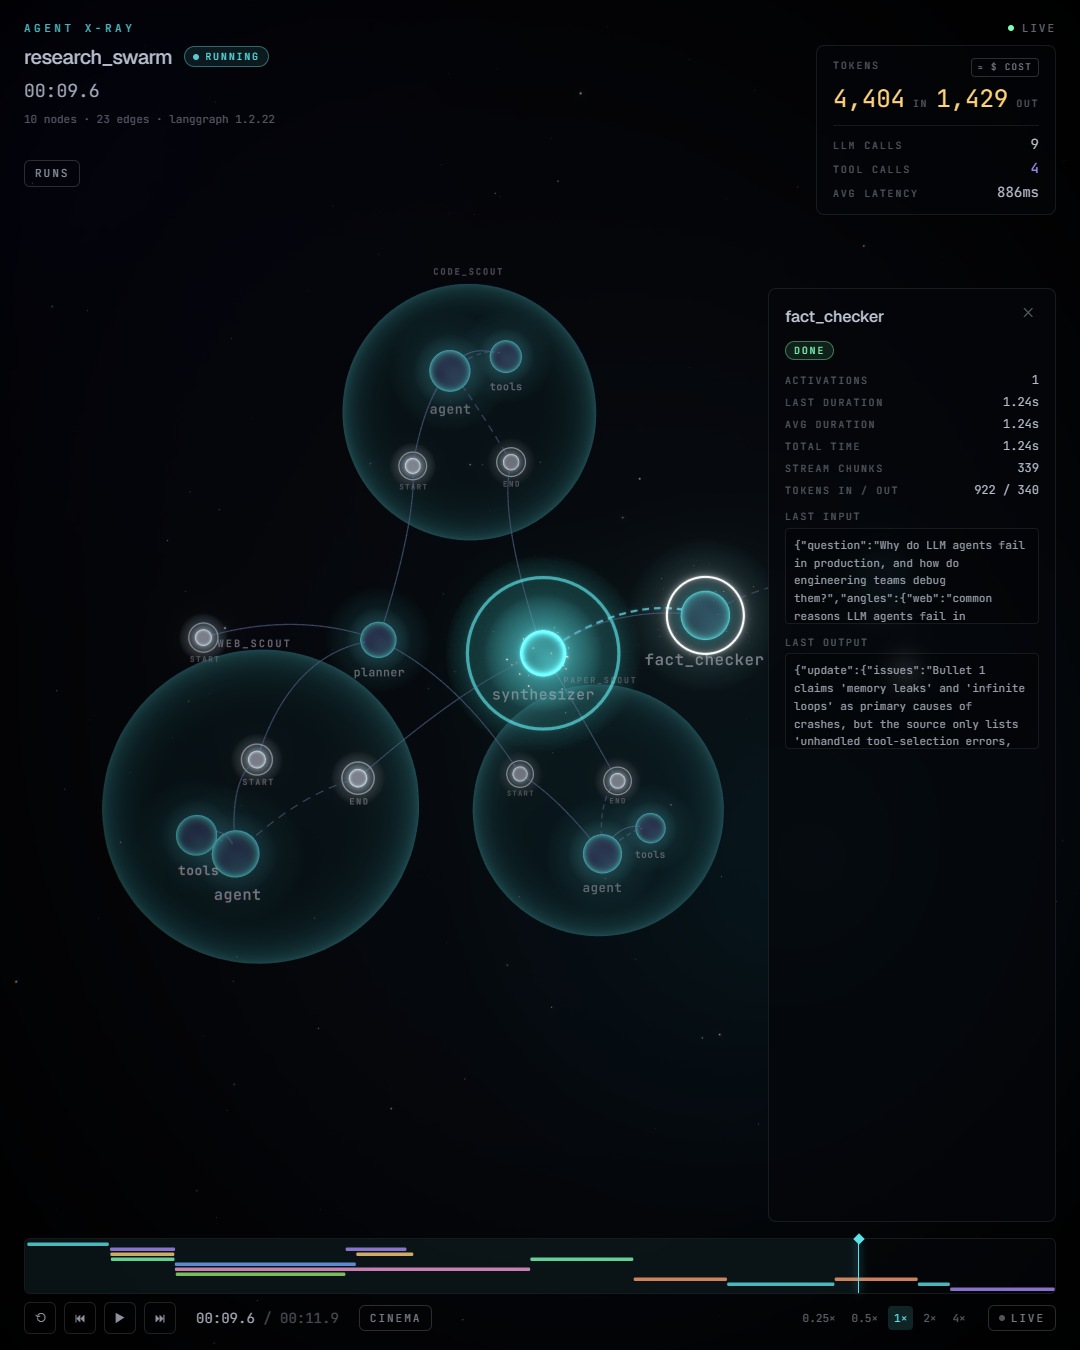 AGENT X-RAY
LIVE
research_swarm
RUNNING
00:09.6
10 nodes · 23 edges · langgraph 1.2.22
RUNS
TOKENS
≈ $ COST
4,404 IN 1,429 OUT
LLM CALLS 9
TOOL CALLS 4
AVG LATENCY 886ms
CODE_SCOUT
tools
agent
START
END
WEB_SCOUT
START
planner
synthesizer
PAPER_SCOUT
fact_checker
START
END
tools
agent
START
END
tools
agent
fact_checker
DONE
ACTIVATIONS 1
LAST DURATION 1.24s
AVG DURATION 1.24s
TOTAL TIME 1.24s
STREAM CHUNKS 339
TOKENS IN / OUT 922 / 340
LAST INPUT
{"question":"Why do LLM agents fail
in production, and how do
engineering teams debug
them?","angles":{"web":"common
reasons LLM agents fail in
LAST OUTPUT
{"update":{"issues":"Bullet 1
claims 'memory leaks' and 'infinite
loops' as primary causes of
crashes, but the source only lists
'unhandled tool-selection errors,
00:09.6 / 00:11.9
CINEMA
0.25× 0.5× 1× 2× 4×
LIVE